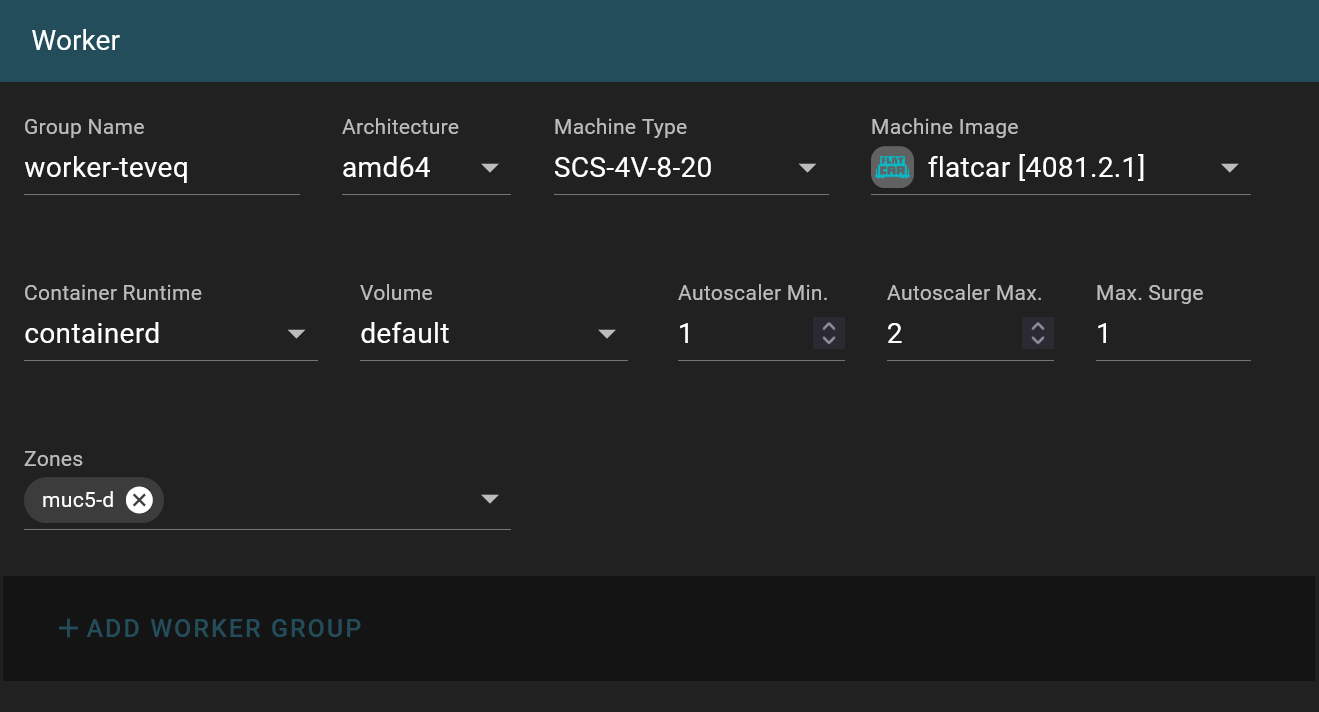 Worker
Group Name Architecture Machine Type Machine Image
worker-teveq amd64 SCS-4V-8-20 FLAT CAR flatcar [4081.2.1]
Container Runtime Volume Autoscaler Min. Autoscaler Max. Max. Surge
containerd default 1 2 1
Zones
muc5-d
+ ADD WORKER GROUP